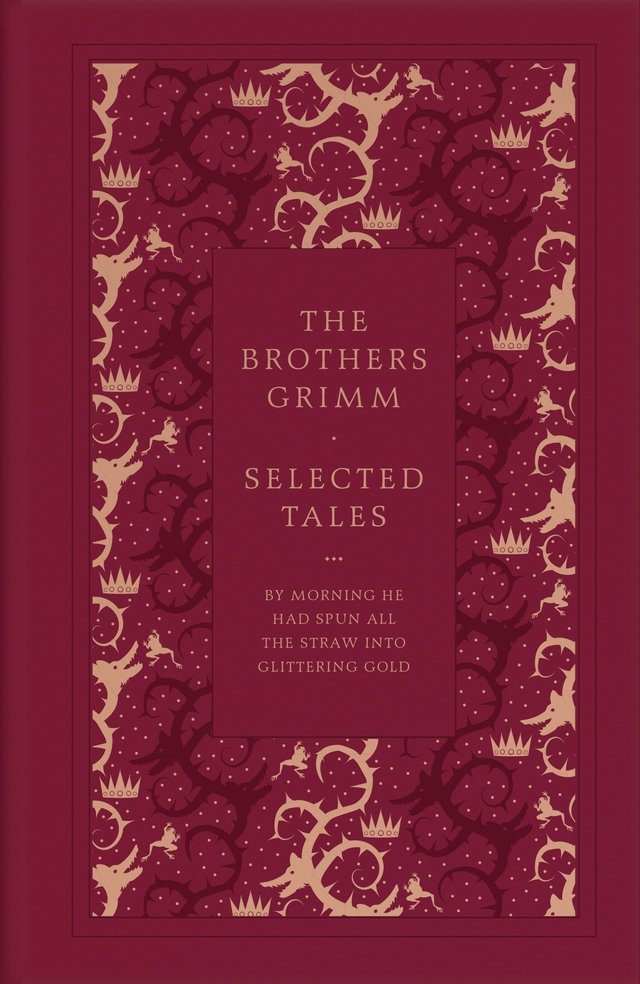 THE
BROTHERS
GRIMM
SELECTED
TALES
BY MORNING HE
HAD SPUN ALL
THE STRAW INTO
GLITTERING GOLD